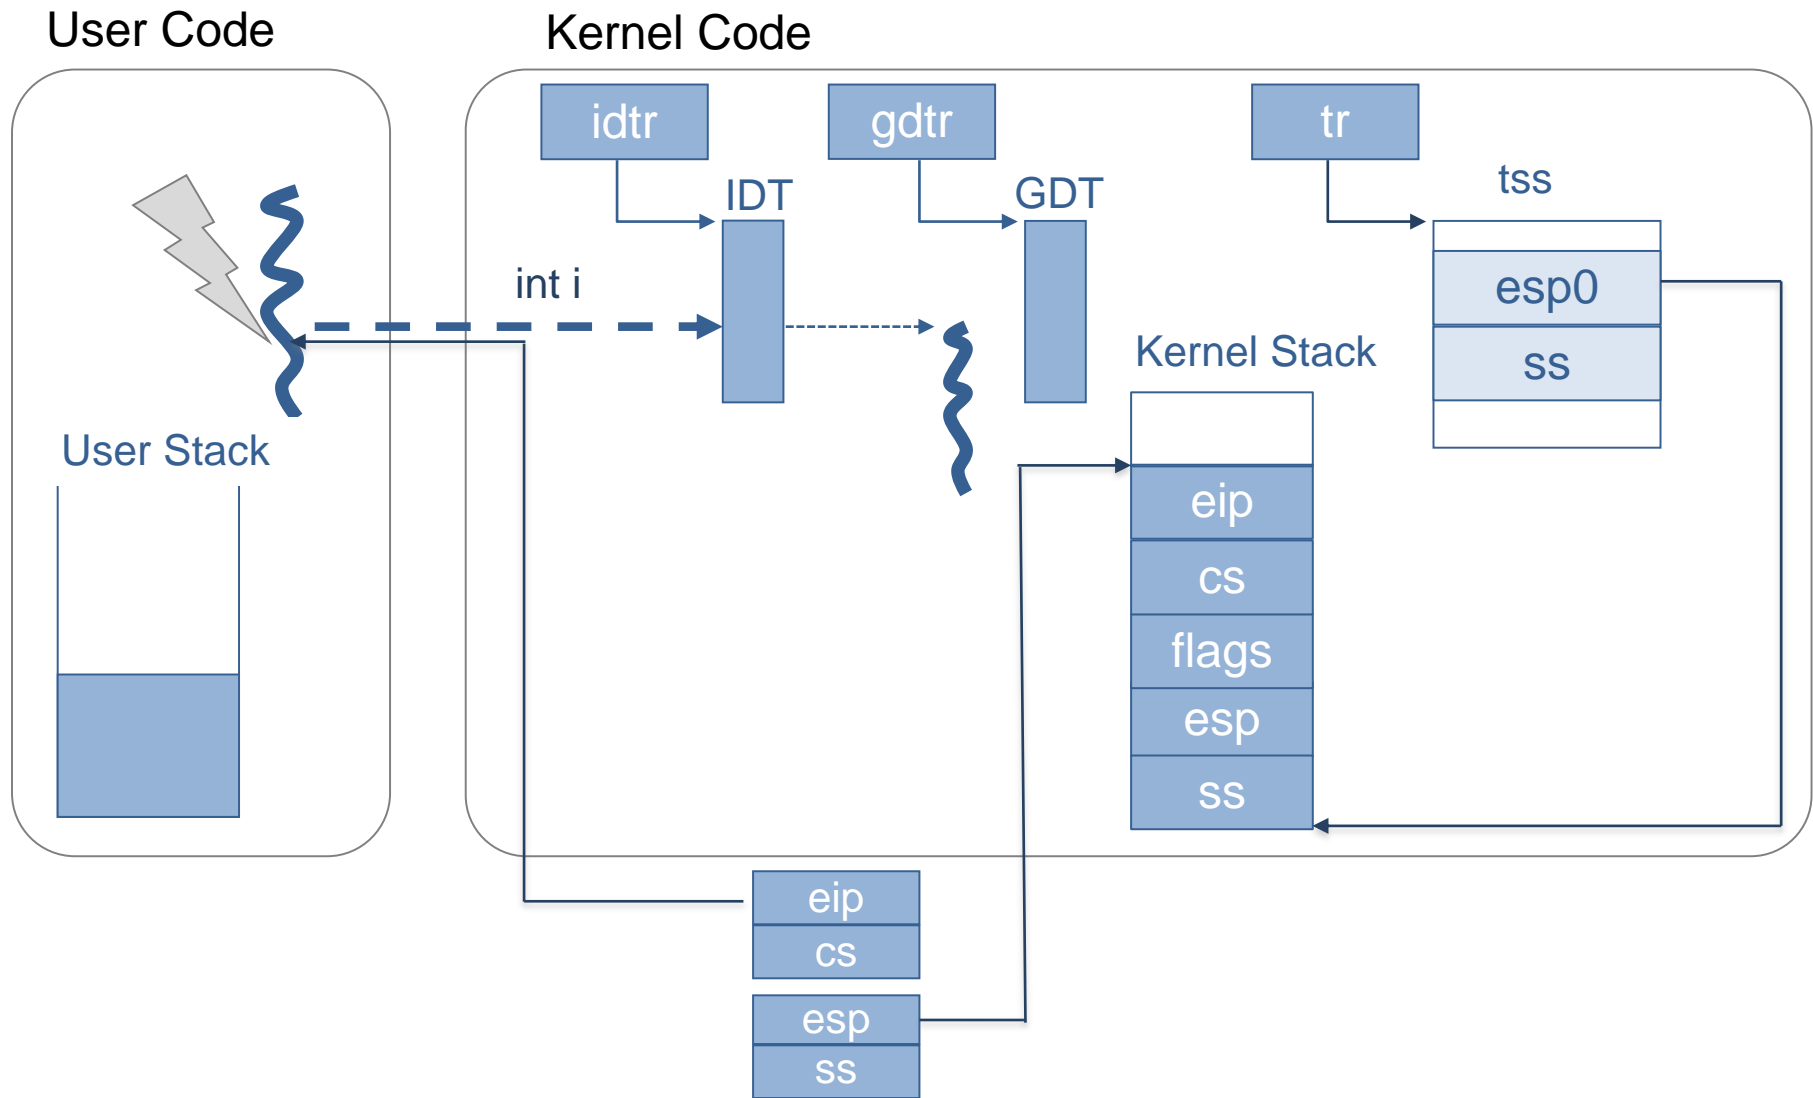 User Code
Kernel Code
idtr
gdtr
tr
IDT
GDT
tss
int i
esp0
ss
Kernel Stack
User Stack
eip
cs
flags
esp
ss
eip
cs
esp
ss